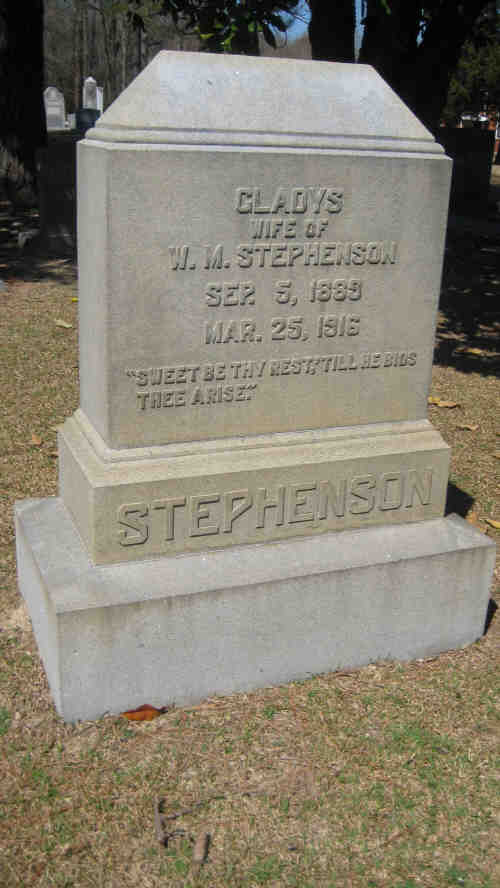 GLADYS
WIFE OF
W. M. STEPHENSON
SEP. 5, 1889
MAR. 25, 1916
"SWEET BE THY REST, 'TILL HE BIDS
THEE ARISE."
STEPHENSON